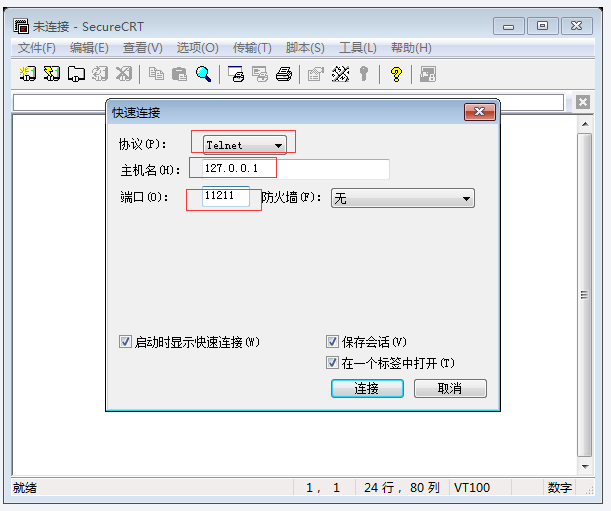 未连接 - SecureCRT
文件(F) 编辑(E) 查看(V) 选项(O) 传输(T) 脚本(S) 工具(L) 帮助(H)
快速连接
协议(P): Telnet
主机名(H): 127.0.0.1
端口(O): 11211 防火墙(F): 无
启动时显示快速连接(W) 保存会话(V)
在一个标签中打开(T)
连接 取消
就绪 1, 1 24 行, 80 列 VT100 数字